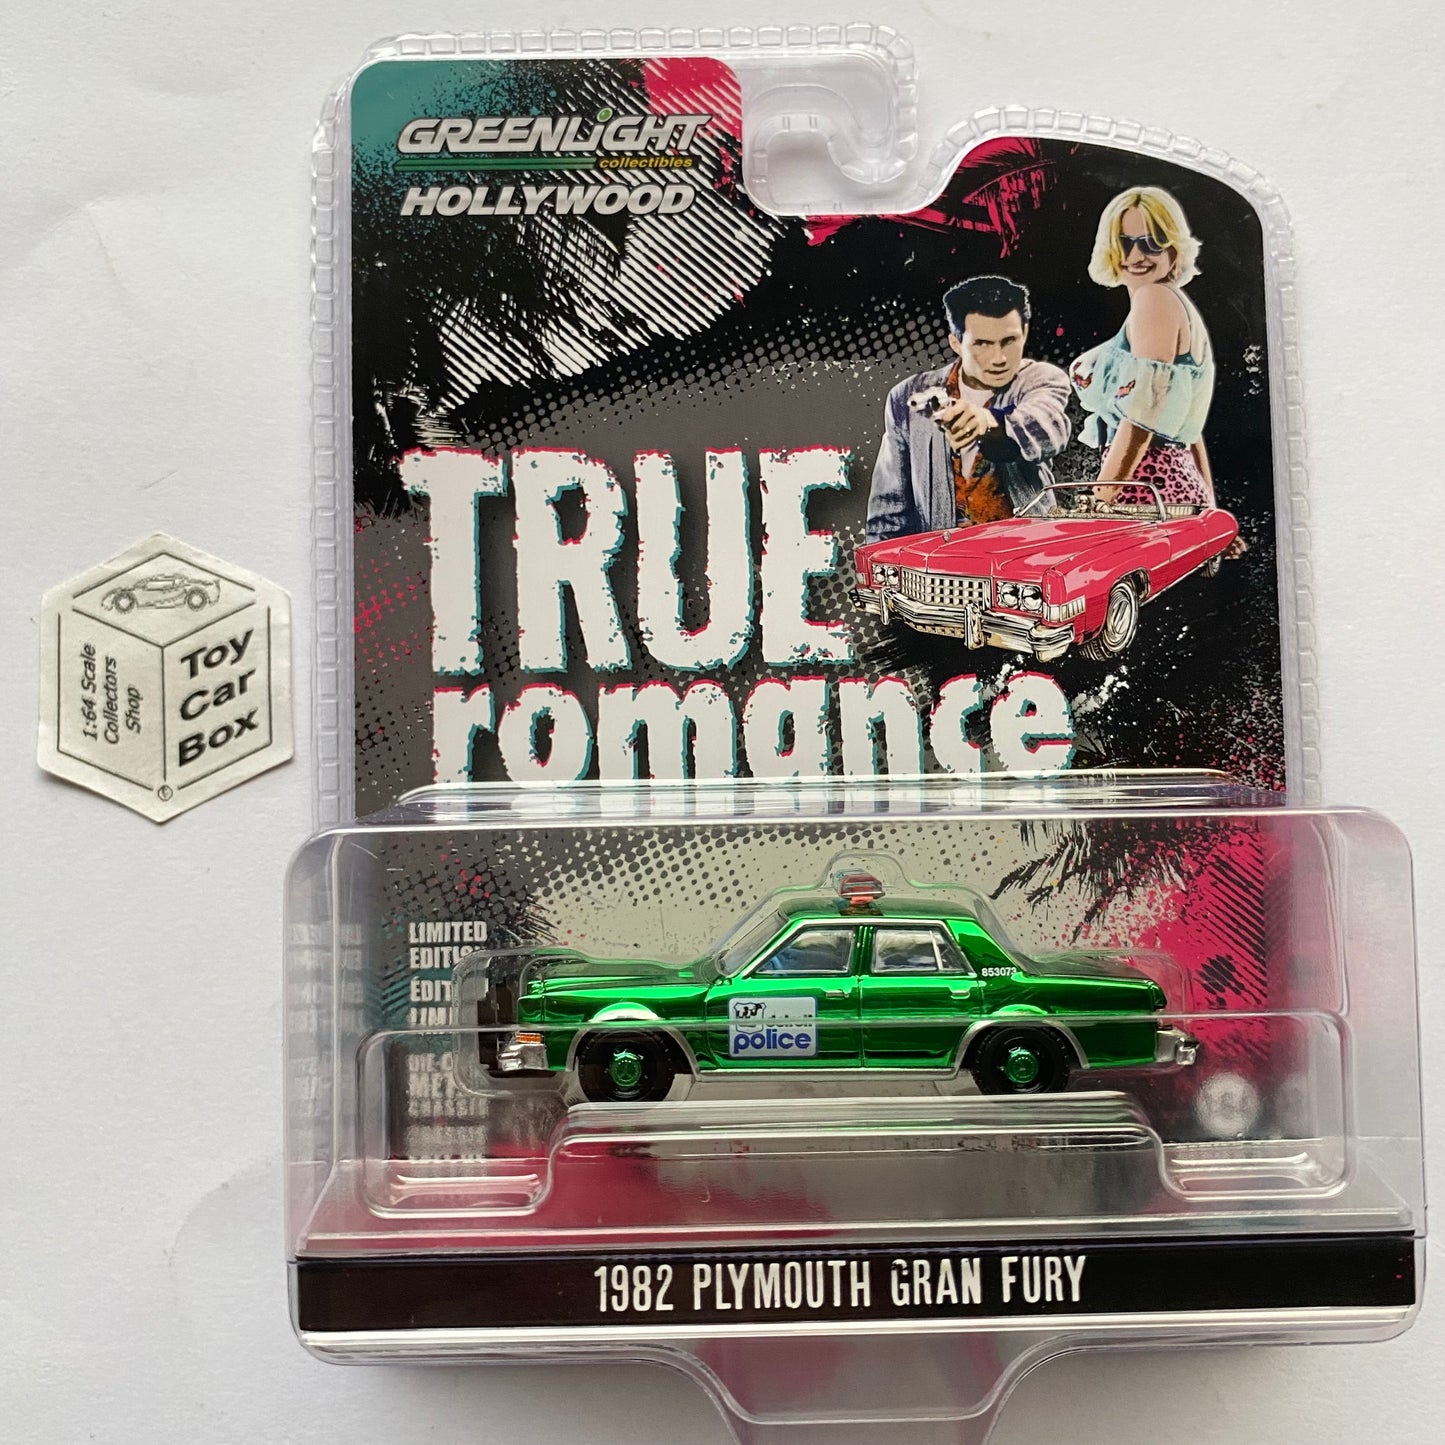 GREENLiGHT
collectibles
HOLLYWOOD
TRUE
romance
1:64 Scale
Collectors
Shop
Toy
Car
Box
LIMITED
EDITION
853073
detroit
police
1982 PLYMOUTH GRAN FURY